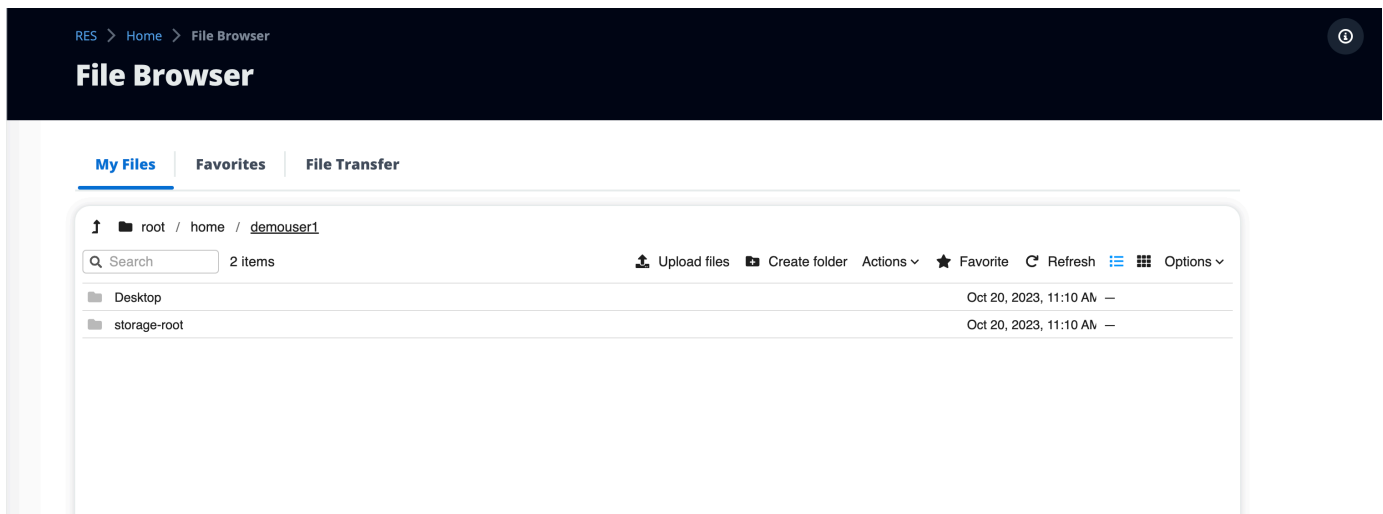 RES > Home > File Browser
File Browser
My Files Favorites File Transfer
root / home / demouser1
Search 2 items Upload files Create folder Actions Favorite Refresh Options
Desktop Oct 20, 2023, 11:10 AM —
storage-root Oct 20, 2023, 11:10 AM —